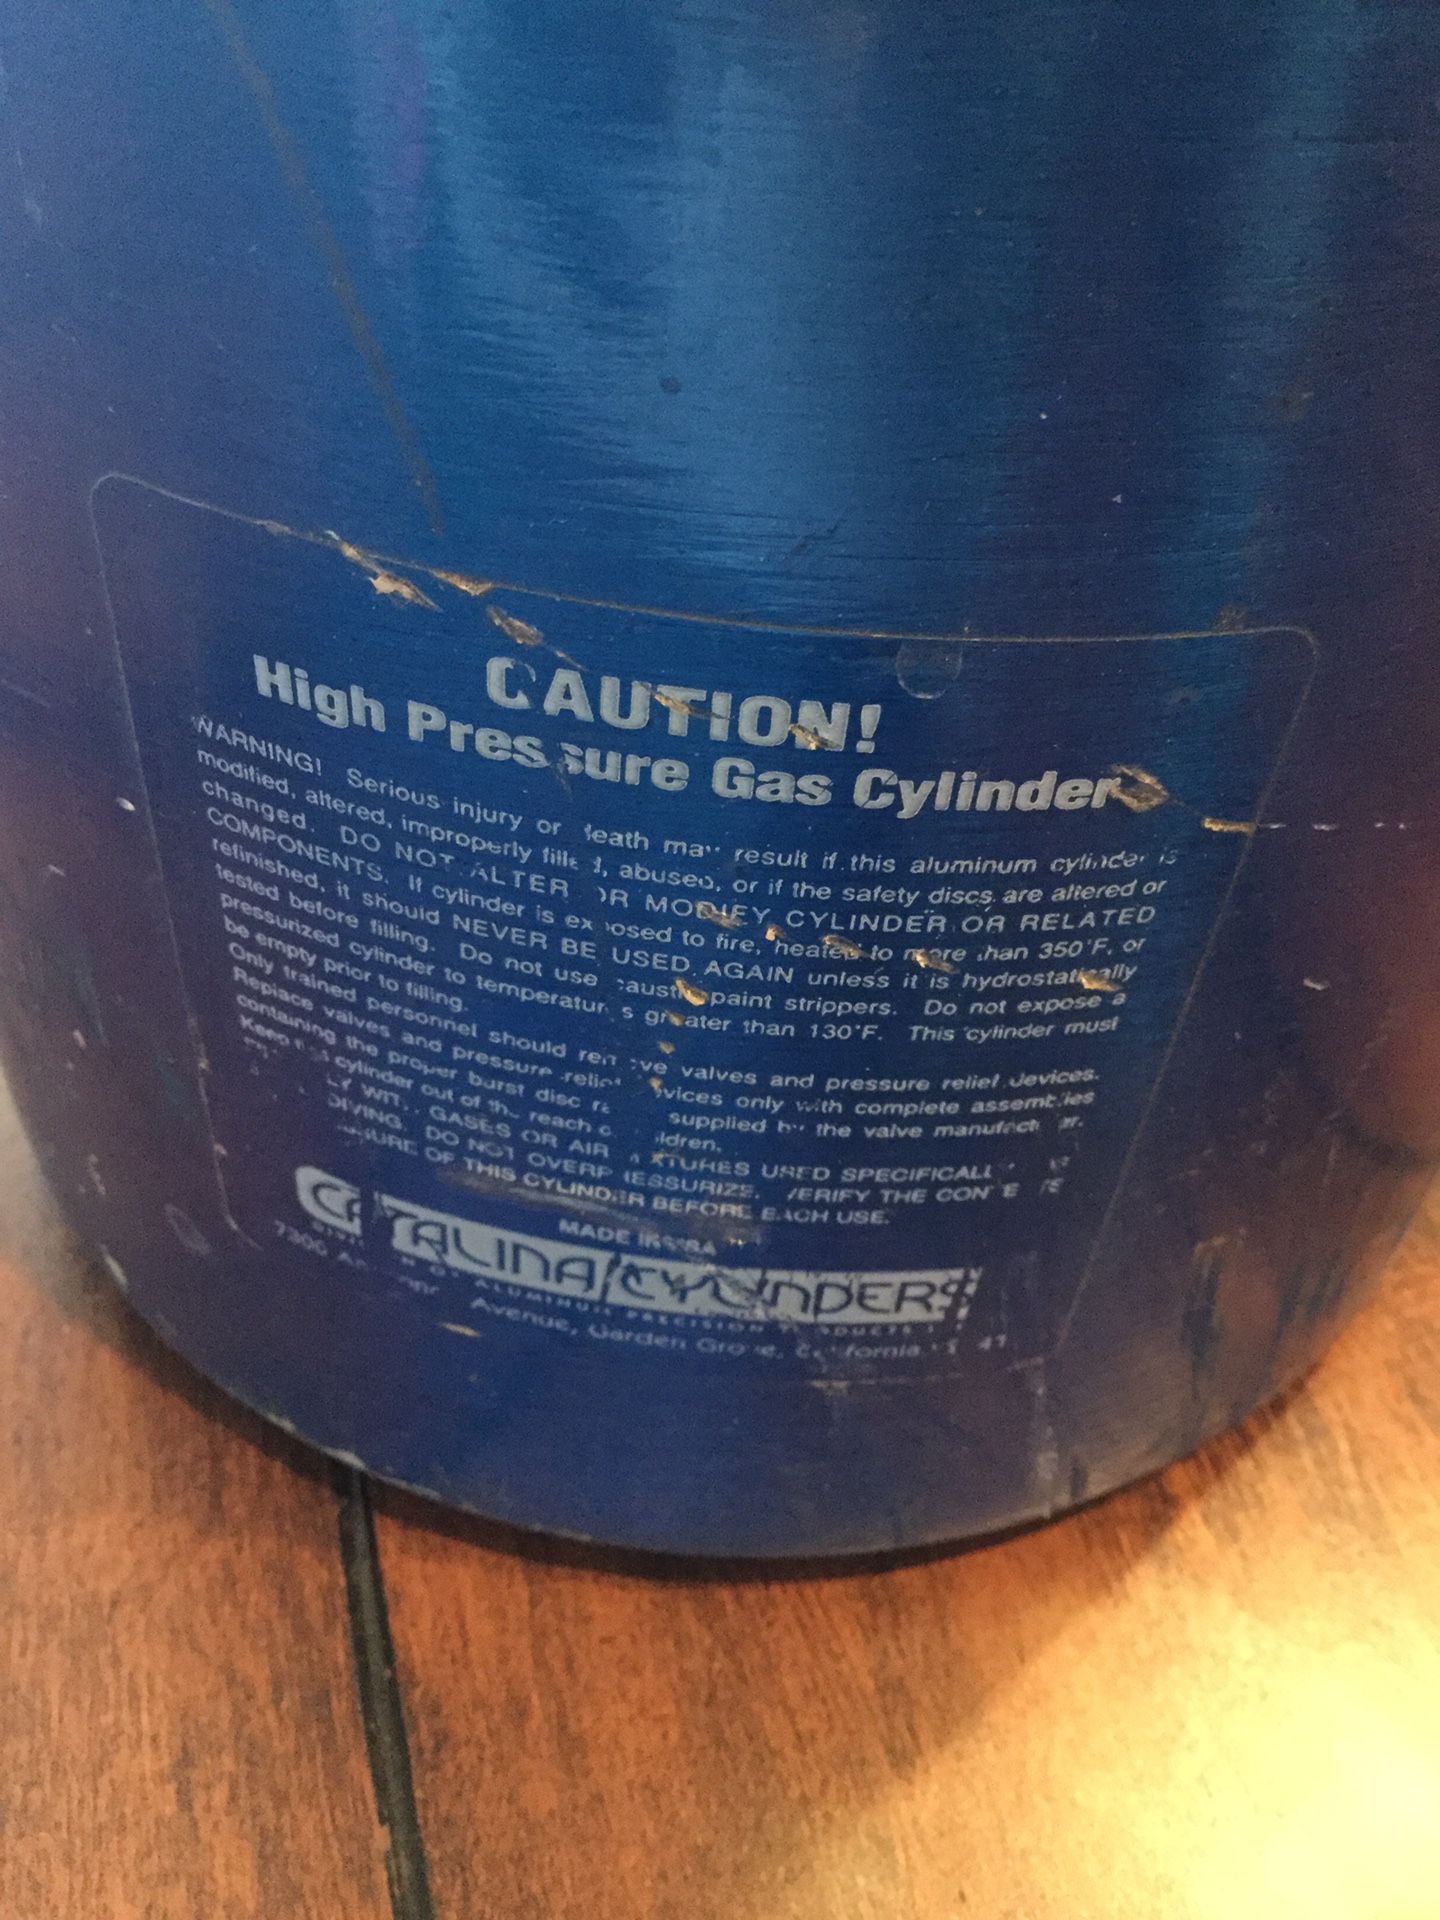 CAUTION!
High Pressure Gas Cylinder
WARNING! Serious injury or death may result if this aluminum cylinder is
modified, altered, improperly filled, abused, or if the safety discs are altered or
changed. DO NOT ALTER OR MODIFY CYLINDER OR RELATED
COMPONENTS. If cylinder is exposed to fire, heated to more than 350°F, or
refinished, it should NEVER BE USED AGAIN unless it is hydrostatically
tested before filling. Do not use caustic paint strippers. Do not expose a
pressurized cylinder to temperatures greater than 130°F. This cylinder must
be empty prior to filling.
Only trained personnel should remove valves and pressure relief devices.
Replace valves and pressure relief devices only with complete assemblies
containing the proper burst disc supplied by the valve manufacturer.
Keep cylinder out of the reach of children.
GASES OR AIR MIXTURES USED SPECIFICALLY
DIVING. DO NOT OVERPRESSURIZE. VERIFY THE
OF THIS CYLINDER BEFORE EACH USE.
MADE IN USA
CATALINA CYLINDERS
DIVISION OF ALUMINUM PRECISION PRODUCTS
Avenue, Garden Grove, California